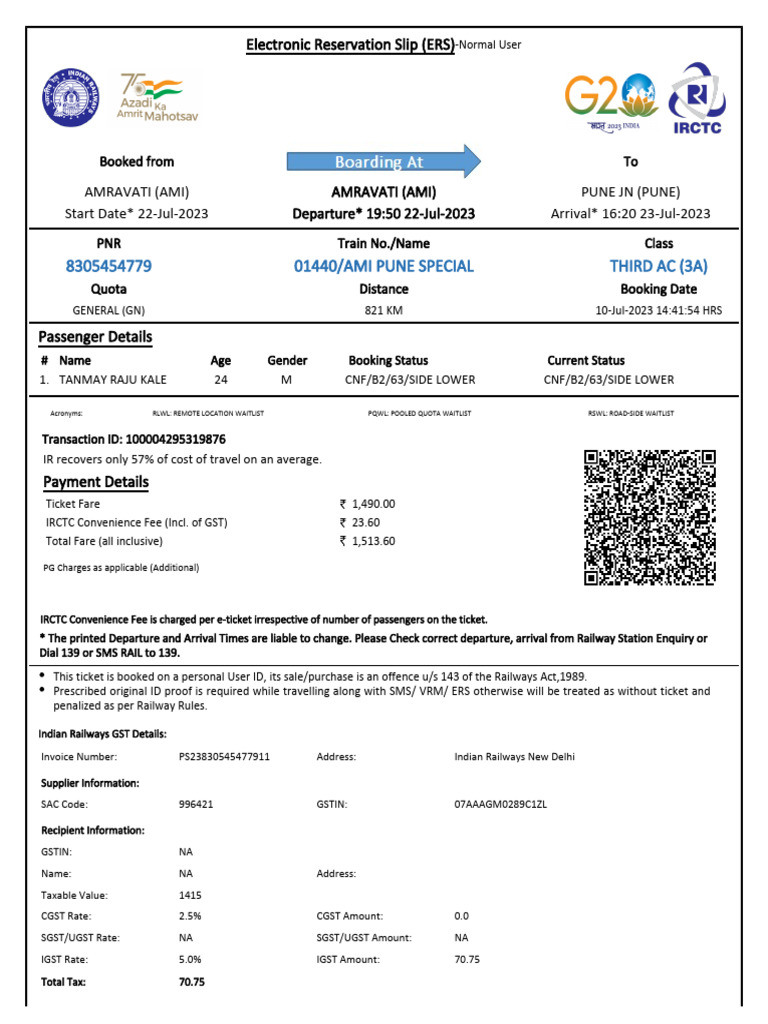 Electronic Reservation Slip (ERS)-Normal User
INDIAN RAILWAYS
75
Azadi Ka
Amrit Mahotsav
G20
2023 INDIA
IRCTC
Booked from Boarding At To
AMRAVATI (AMI) AMRAVATI (AMI) PUNE JN (PUNE)
Start Date* 22-Jul-2023 Departure* 19:50 22-Jul-2023 Arrival* 16:20 23-Jul-2023
PNR Train No./Name Class
8305454779 01440/AMI PUNE SPECIAL THIRD AC (3A)
Quota Distance Booking Date
GENERAL (GN) 821 KM 10-Jul-2023 14:41:54 HRS
Passenger Details
# Name Age Gender Booking Status Current Status
1. TANMAY RAJU KALE 24 M CNF/B2/63/SIDE LOWER CNF/B2/63/SIDE LOWER
Acronyms: RLWL: REMOTE LOCATION WAITLIST PQWL: POOLED QUOTA WAITLIST RSWL: ROAD-SIDE WAITLIST
Transaction ID: 100004295319876
IR recovers only 57% of cost of travel on an average.
Payment Details
Ticket Fare ₹ 1,490.00
IRCTC Convenience Fee (Incl. of GST) ₹ 23.60
Total Fare (all inclusive) ₹ 1,513.60
PG Charges as applicable (Additional)
IRCTC Convenience Fee is charged per e-ticket irrespective of number of passengers on the ticket.
* The printed Departure and Arrival Times are liable to change. Please Check correct departure, arrival from Railway Station Enquiry or
Dial 139 or SMS RAIL to 139.
• This ticket is booked on a personal User ID, its sale/purchase is an offence u/s 143 of the Railways Act,1989.
• Prescribed original ID proof is required while travelling along with SMS/ VRM/ ERS otherwise will be treated as without ticket and
penalized as per Railway Rules.
Indian Railways GST Details:
Invoice Number: PS23830545477911 Address: Indian Railways New Delhi
Supplier Information:
SAC Code: 996421 GSTIN: 07AAAGM0289C1ZL
Recipient Information:
GSTIN: NA
Name: NA Address:
Taxable Value: 1415
CGST Rate: 2.5% CGST Amount: 0.0
SGST/UGST Rate: NA SGST/UGST Amount: NA
IGST Rate: 5.0% IGST Amount: 70.75
Total Tax: 70.75